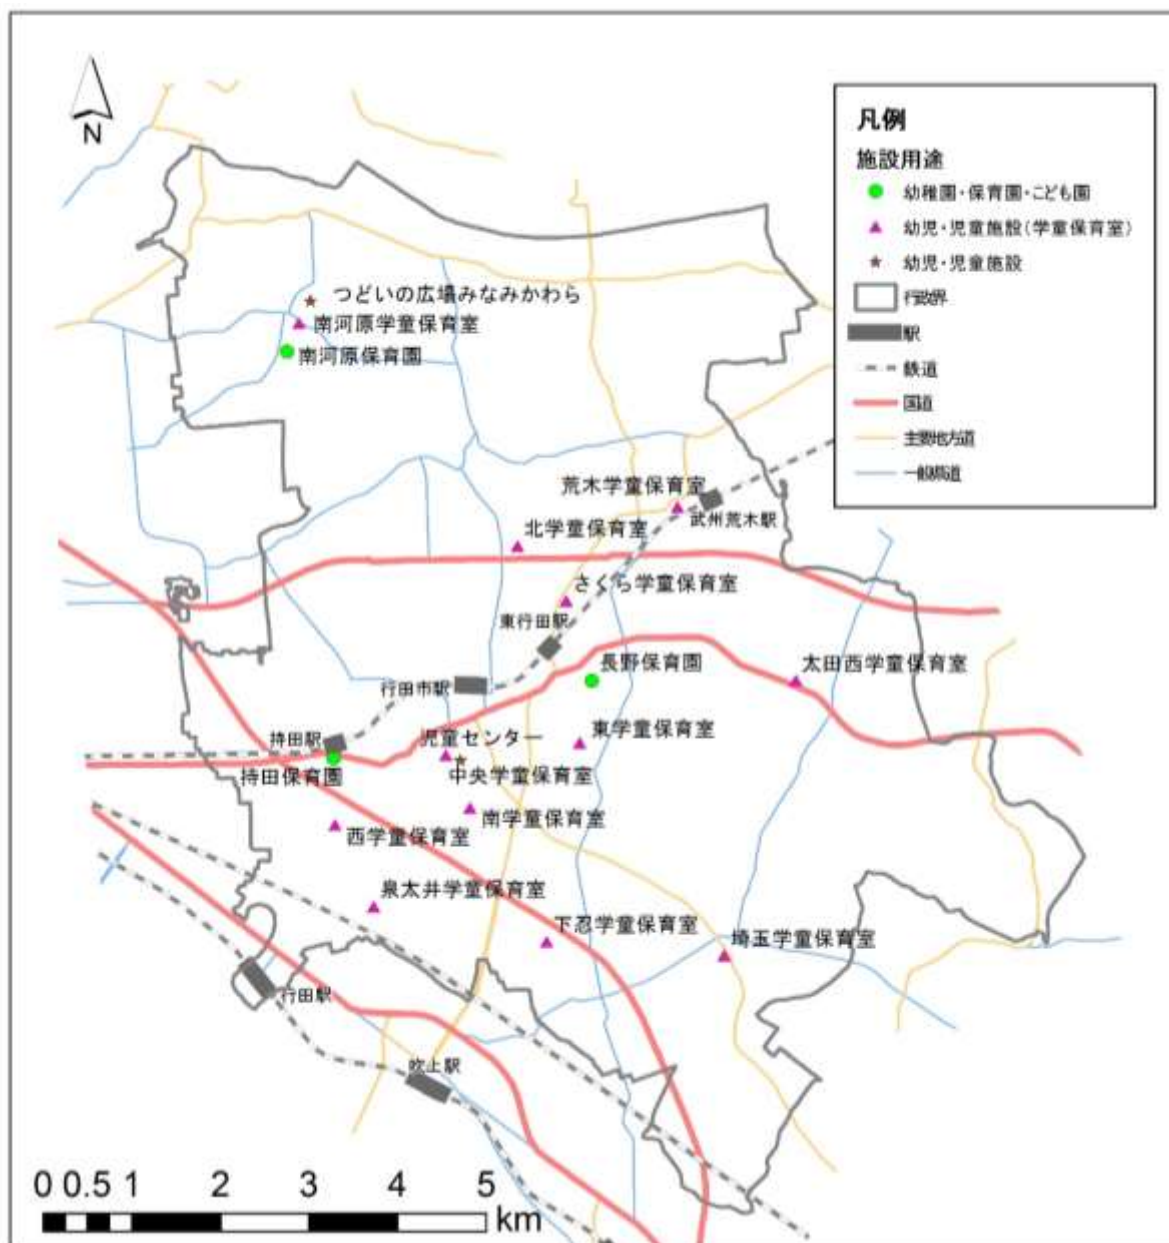 N
凡例
施設用途
幼稚園・保育園・こども園
幼児・児童施設(学童保育室)
幼児・児童施設
行政界
駅
鉄道
国道
主要地方道
一般県道
つどいの広場みなみかわら
南河原学童保育室
南河原保育園
荒木学童保育室
武州荒木駅
北学童保育室
さくら学童保育室
東行田駅
長野保育園
太田西学童保育室
行田市駅
東学童保育室
持田駅
児童センター
持田保育園
中央学童保育室
南学童保育室
西学童保育室
泉太井学童保育室
下忍学童保育室
埼玉学童保育室
行田駅
吹上駅
0 0.5 1 2 3 4 5
km